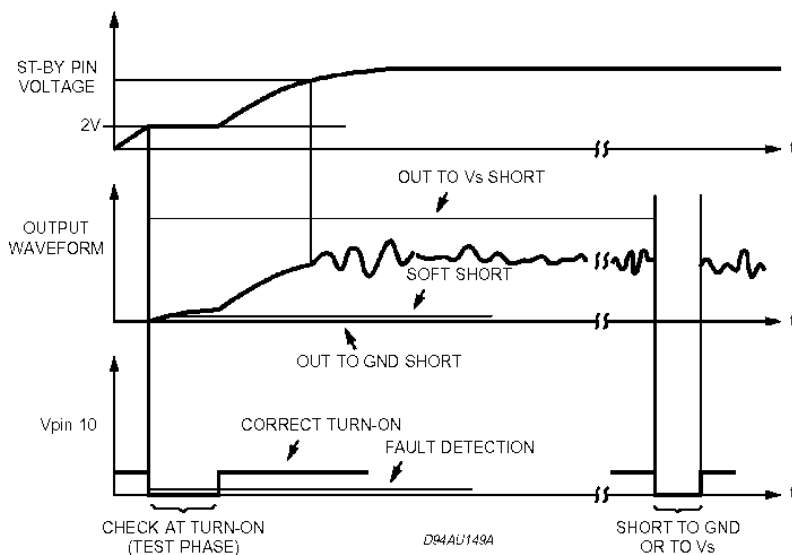 ST-BY PIN
VOLTAGE
2V
t
OUT TO Vs SHORT
OUTPUT
WAVEFORM
SOFT SHORT
t
OUT TO GND SHORT
Vpin 10
CORRECT TURN-ON
FAULT DETECTION
t
CHECK AT TURN-ON
(TEST PHASE)
D94AU149A
SHORT TO GND
OR TO Vs